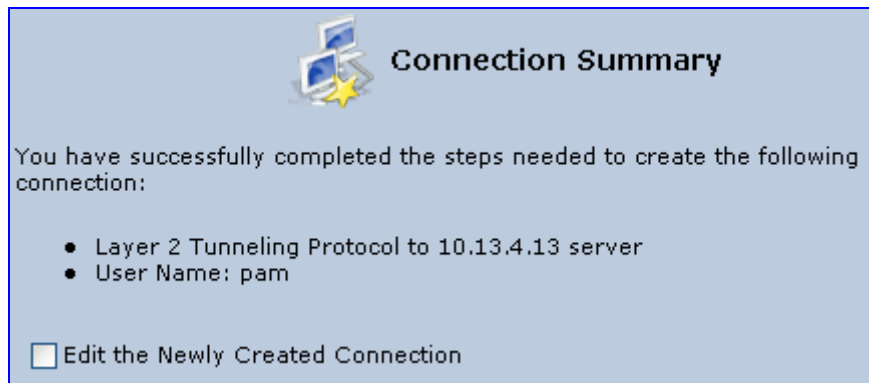 Connection Summary
You have successfully completed the steps needed to create the following
connection:
● Layer 2 Tunneling Protocol to 10.13.4.13 server
● User Name: pam
Edit the Newly Created Connection